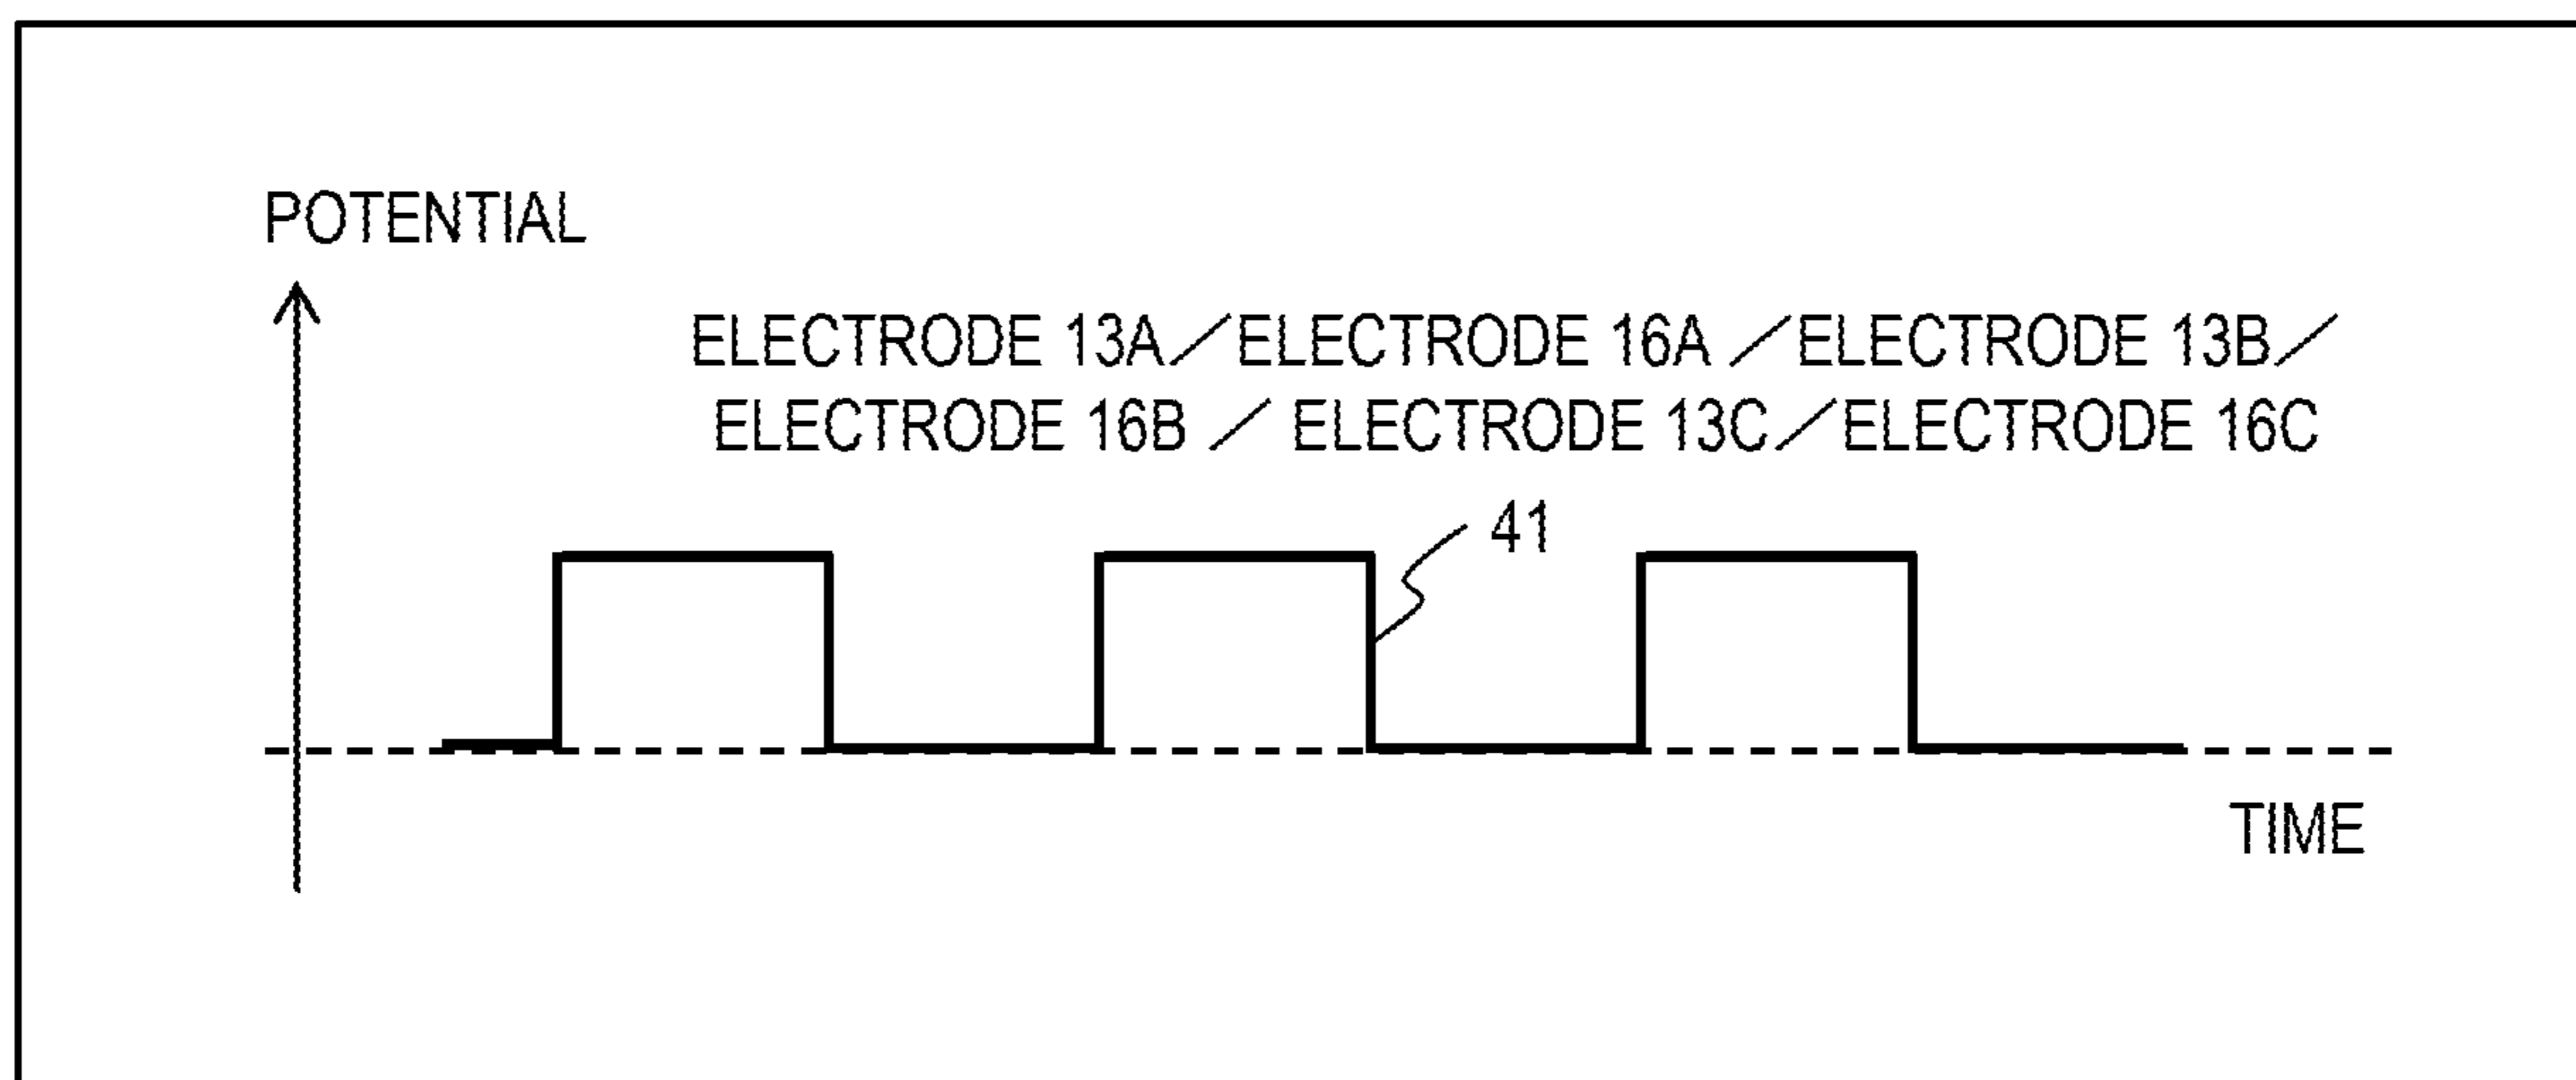 POTENTIAL
ELECTRODE 13A／ELECTRODE 16A／ELECTRODE 13B／
ELECTRODE 16B／ELECTRODE 13C／ELECTRODE 16C
41
TIME